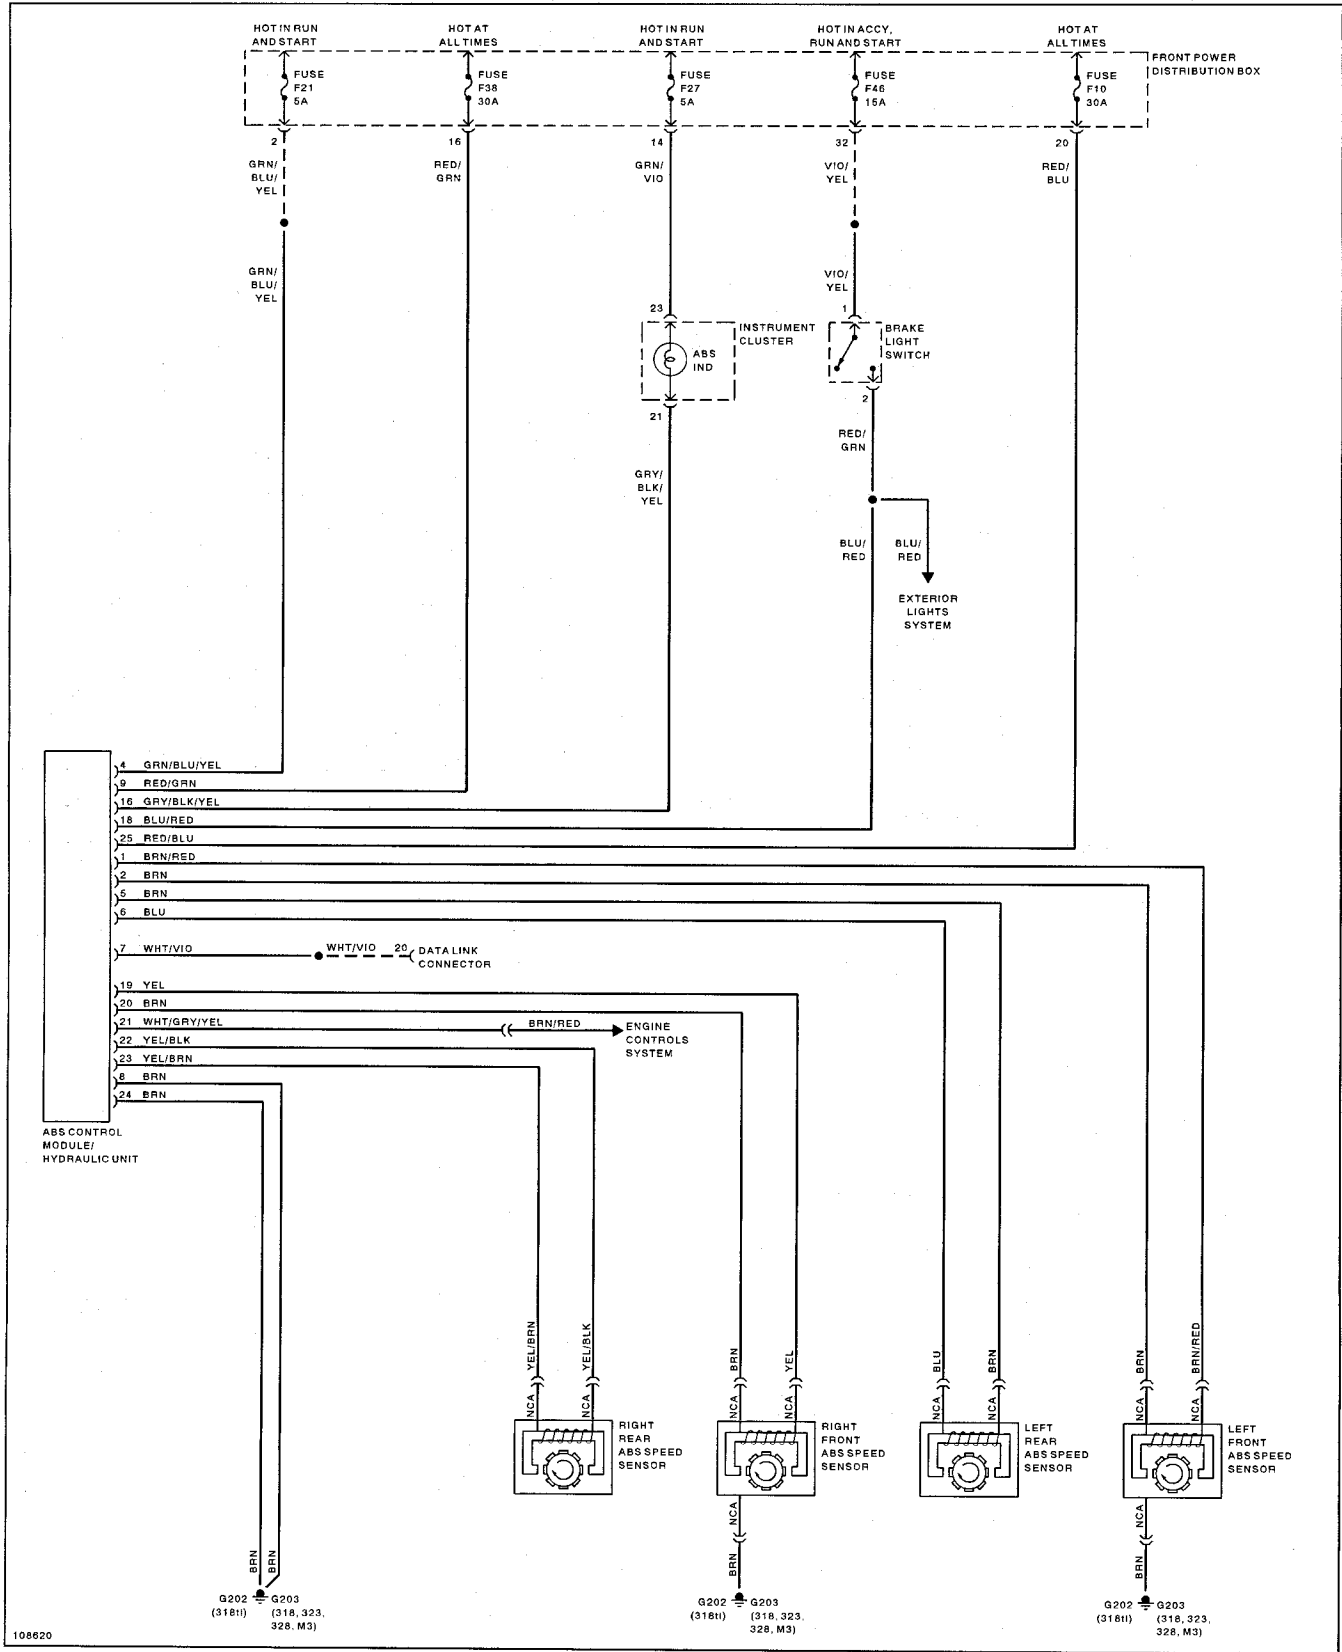 HOT IN RUN
AND START
HOT AT
ALL TIMES
HOT IN RUN
AND START
HOT IN ACCY,
RUN AND START
HOT AT
ALL TIMES
FRONT POWER
DISTRIBUTION BOX
FUSE
F21
5A
FUSE
F38
30A
FUSE
F27
5A
FUSE
F46
15A
FUSE
F10
30A
2
16
14
32
20
GRN/
BLU/
YEL
RED/
GRN
GRN/
VIO
VIO/
YEL
RED/
BLU
GRN/
BLU/
YEL
VIO/
YEL
23
1
INSTRUMENT
CLUSTER
ABS
IND
BRAKE
LIGHT
SWITCH
21
2
RED/
GRN
GRY/
BLK/
YEL
BLU/
RED
BLU/
RED
EXTERIOR
LIGHTS
SYSTEM
4 GRN/BLU/YEL
9 RED/GRN
16 GRY/BLK/YEL
18 BLU/RED
25 RED/BLU
1 BRN/RED
2 BRN
5 BRN
6 BLU
7 WHT/VIO
WHT/VIO 20
DATA LINK
CONNECTOR
19 YEL
20 BRN
21 WHT/GRY/YEL
BRN/RED
ENGINE
CONTROLS
SYSTEM
22 YEL/BLK
23 YEL/BRN
8 BRN
24 BRN
ABS CONTROL
MODULE/
HYDRAULIC UNIT
YEL/BRN
YEL/BLK
BRN
YEL
BLU
BRN
BRN
BRN/RED
NCA
NCA
NCA
NCA
NCA
NCA
NCA
NCA
RIGHT
REAR
ABS SPEED
SENSOR
RIGHT
FRONT
ABS SPEED
SENSOR
LEFT
REAR
ABS SPEED
SENSOR
LEFT
FRONT
ABS SPEED
SENSOR
NCA
NCA
BRN
BRN
BRN
BRN
G202
(318ti)
G203
(318, 323,
328, M3)
G202
(318ti)
G203
(318, 323,
328, M3)
G202
(318ti)
G203
(318, 323,
328, M3)
108620